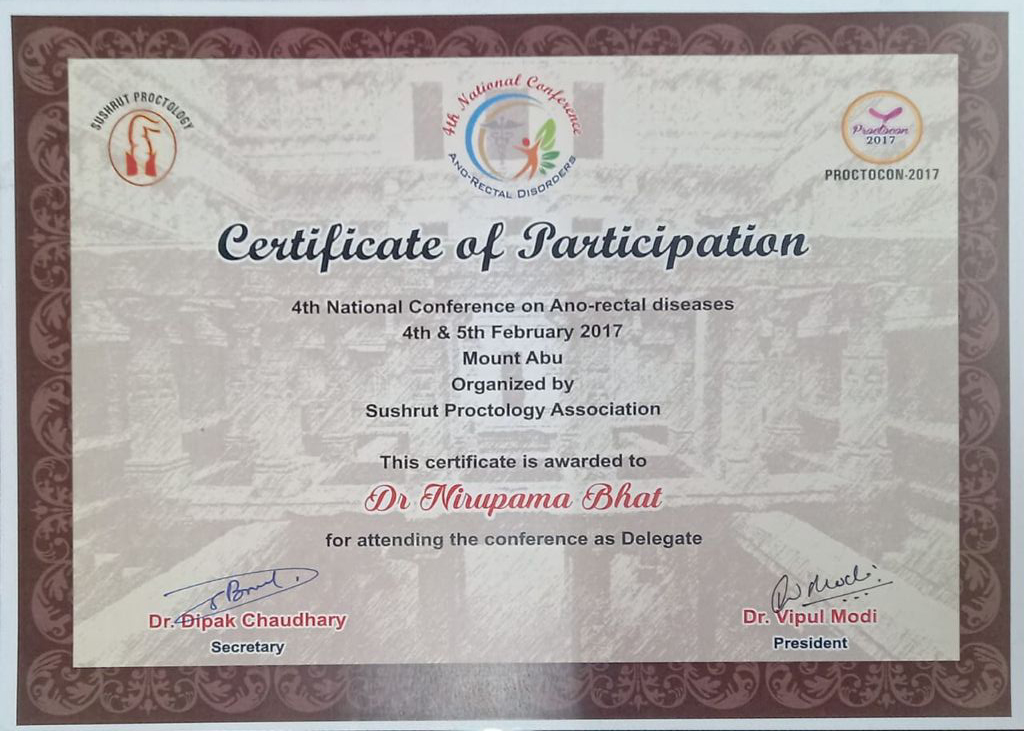 SUSHRUT PROCTOLOGY
4th National Conference
ANO-RECTAL DISORDERS
Proctocon
2017
PROCTOCON-2017
Certificate of Participation
4th National Conference on Ano-rectal diseases
4th & 5th February 2017
Mount Abu
Organized by
Sushrut Proctology Association
This certificate is awarded to
Dr Nirupama Bhat
for attending the conference as Delegate
Dr. Dipak Chaudhary
Secretary
Dr. Vipul Modi
President